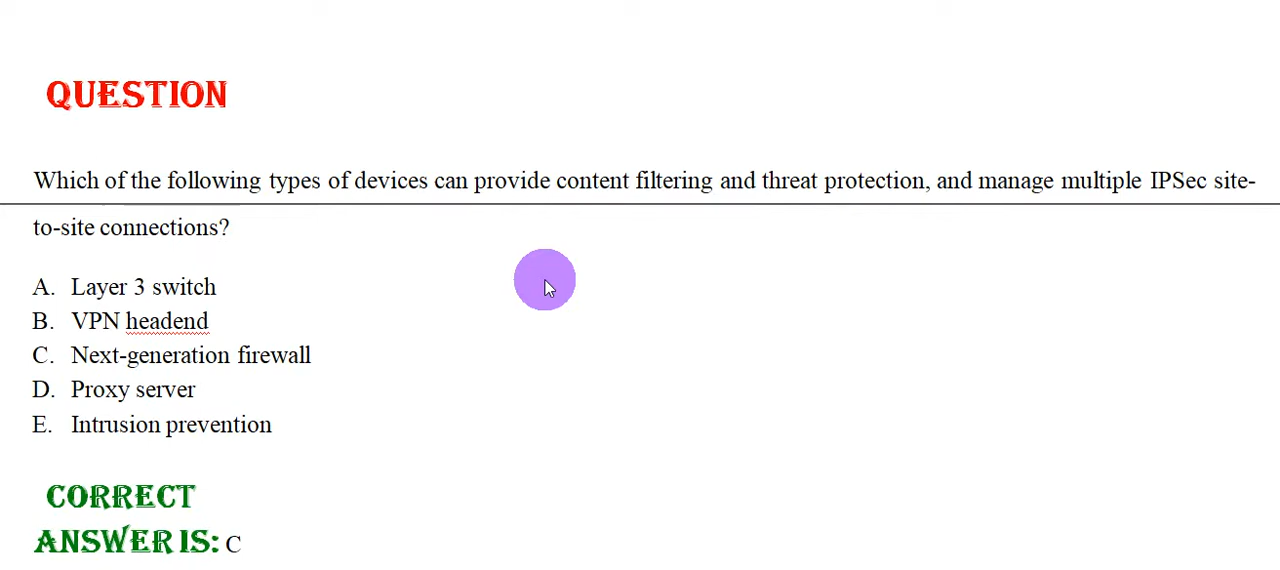 QUESTION
Which of the following types of devices can provide content filtering and threat protection, and manage multiple IPSec site-
to-site connections?
A. Layer 3 switch
B. VPN headend
C. Next-generation firewall
D. Proxy server
E. Intrusion prevention
CORRECT
ANSWER IS: C